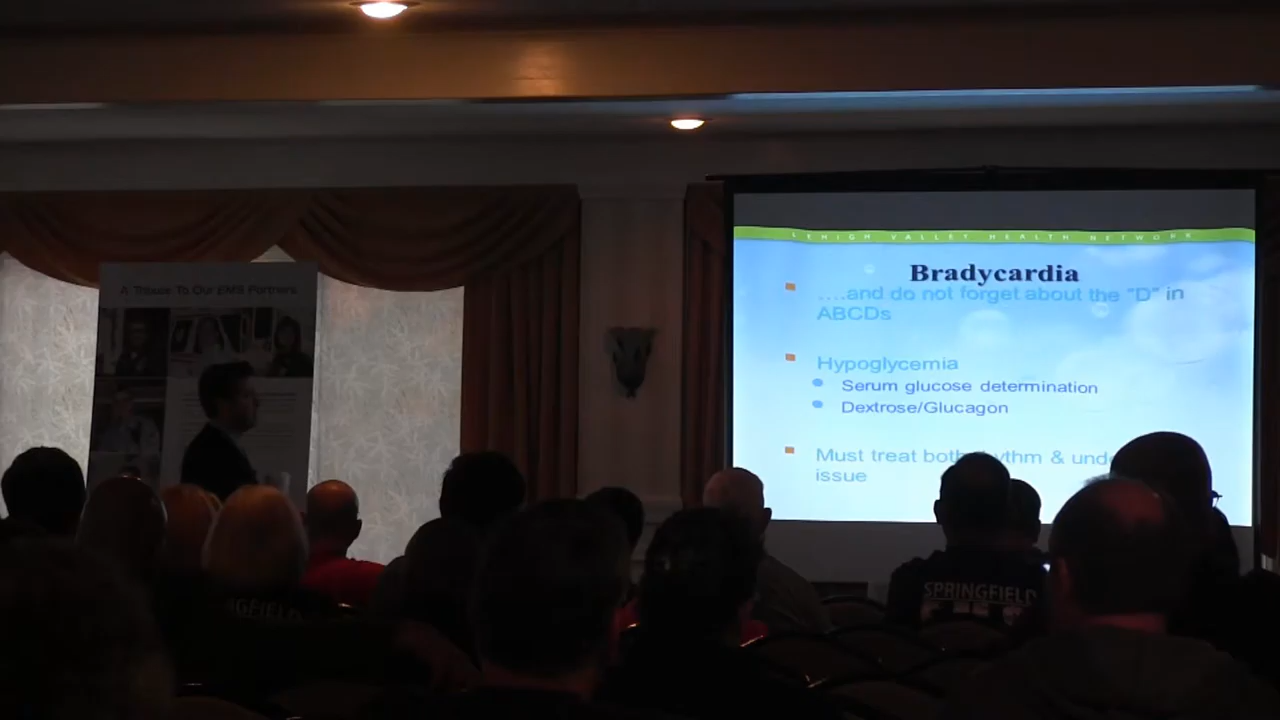 A Tribute To Our EMS Partners
LEHIGH VALLEY HEALTH NETWORK
Bradycardia
....and do not forget about the "D" in
ABCDs
Hypoglycemia
Serum glucose determination
Dextrose/Glucagon
Must treat both & 
issue
SPRINGFIELD